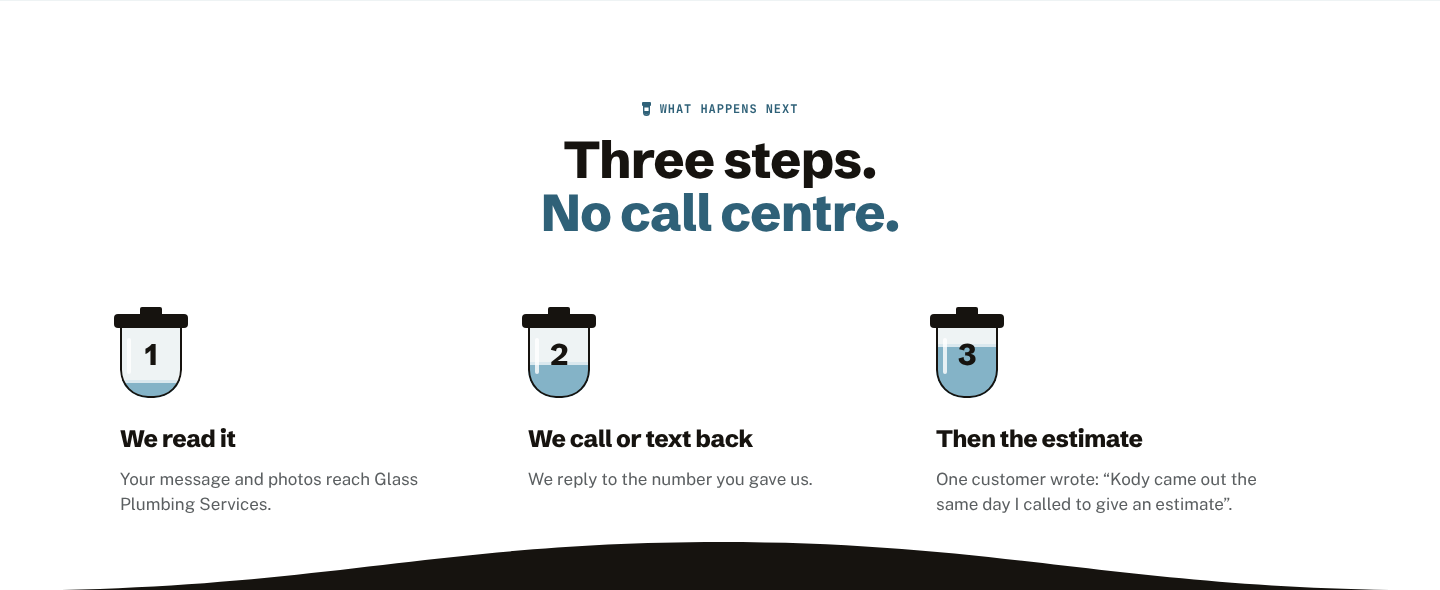 WHAT HAPPENS NEXT
Three steps.
No call centre.
1
2
3
We read it
Your message and photos reach Glass
Plumbing Services.
We call or text back
We reply to the number you gave us.
Then the estimate
One customer wrote: “Kody came out the
same day I called to give an estimate”.